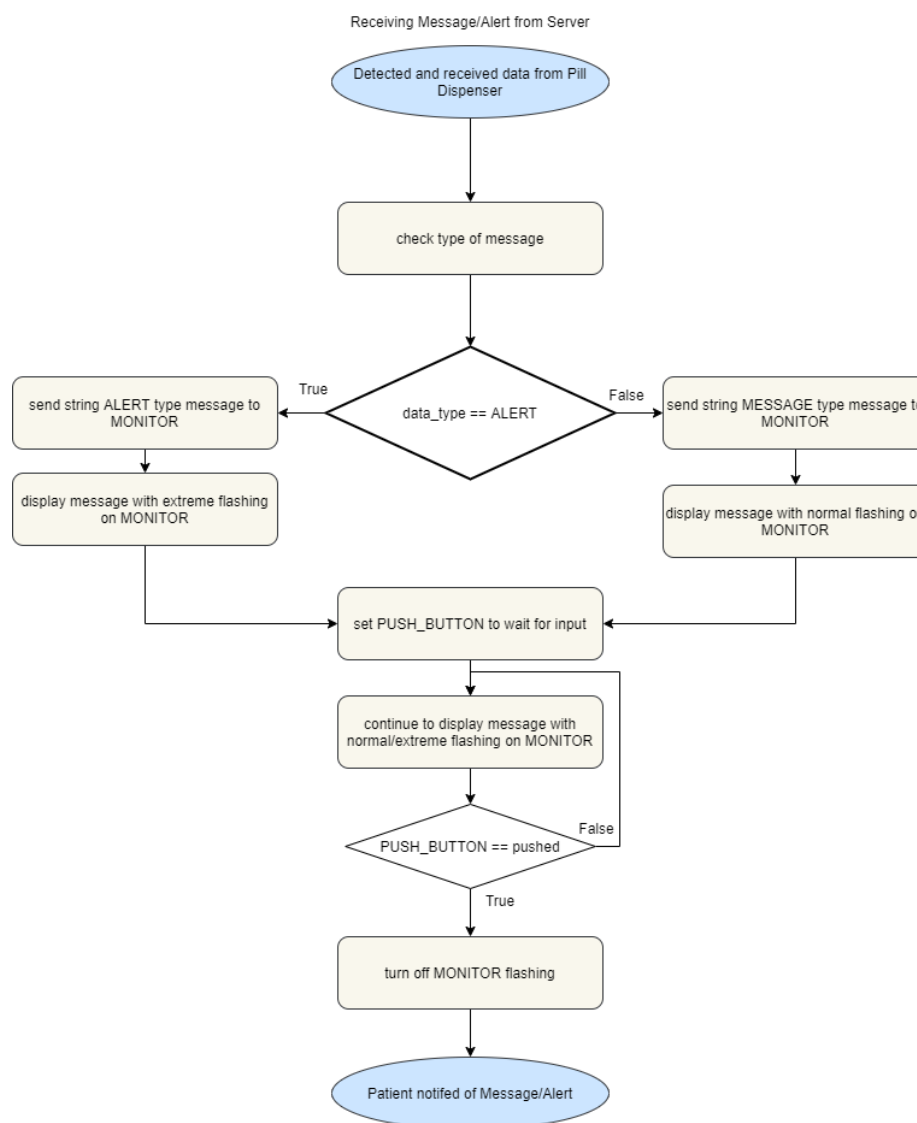 Receiving Message/Alert from Server
Detected and received data from Pill
Dispenser
check type of message
True
data_type == ALERT
False
send string ALERT type message to
MONITOR
send string MESSAGE type message to
MONITOR
display message with extreme flashing
on MONITOR
display message with normal flashing o
MONITOR
set PUSH_BUTTON to wait for input
continue to display message with
normal/extreme flashing on MONITOR
PUSH_BUTTON == pushed
False
True
turn off MONITOR flashing
Patient notifed of Message/Alert